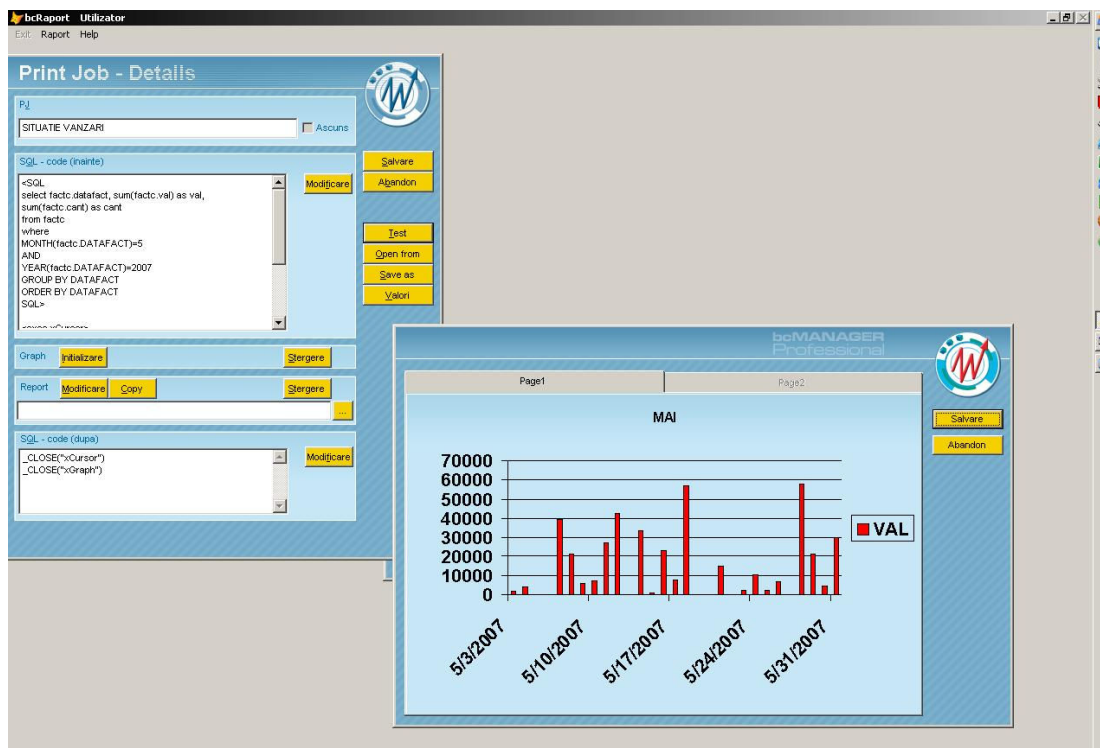 bcRaport Utilizator
Exit Raport Help
Print Job - Details
PJ
SITUATIE VANZARI
Ascuns
SQL - code (inainte)
<SQL
select factc.datafact, sum(factc.val) as val,
sum(factc.cant) as cant
from factc
where
MONTH(factc.DATAFACT)=5
AND
YEAR(factc.DATAFACT)=2007
GROUP BY DATAFACT
ORDER BY DATAFACT
SQL>
Modificare
Salvare
Abandon
Test
Open from
Save as
Valori
Graph Initializare Stergere
Report Modificare Copy Stergere
...
SQL - code (dupa)
_CLOSE("xCursor")
_CLOSE("xGraph")
Modificare
bcMANAGER
Professional
Page1 Page2
Salvare
Abandon
MAI
70000
60000
50000
40000
30000
20000
10000
0
VAL
5/3/2007 5/10/2007 5/17/2007 5/24/2007 5/31/2007